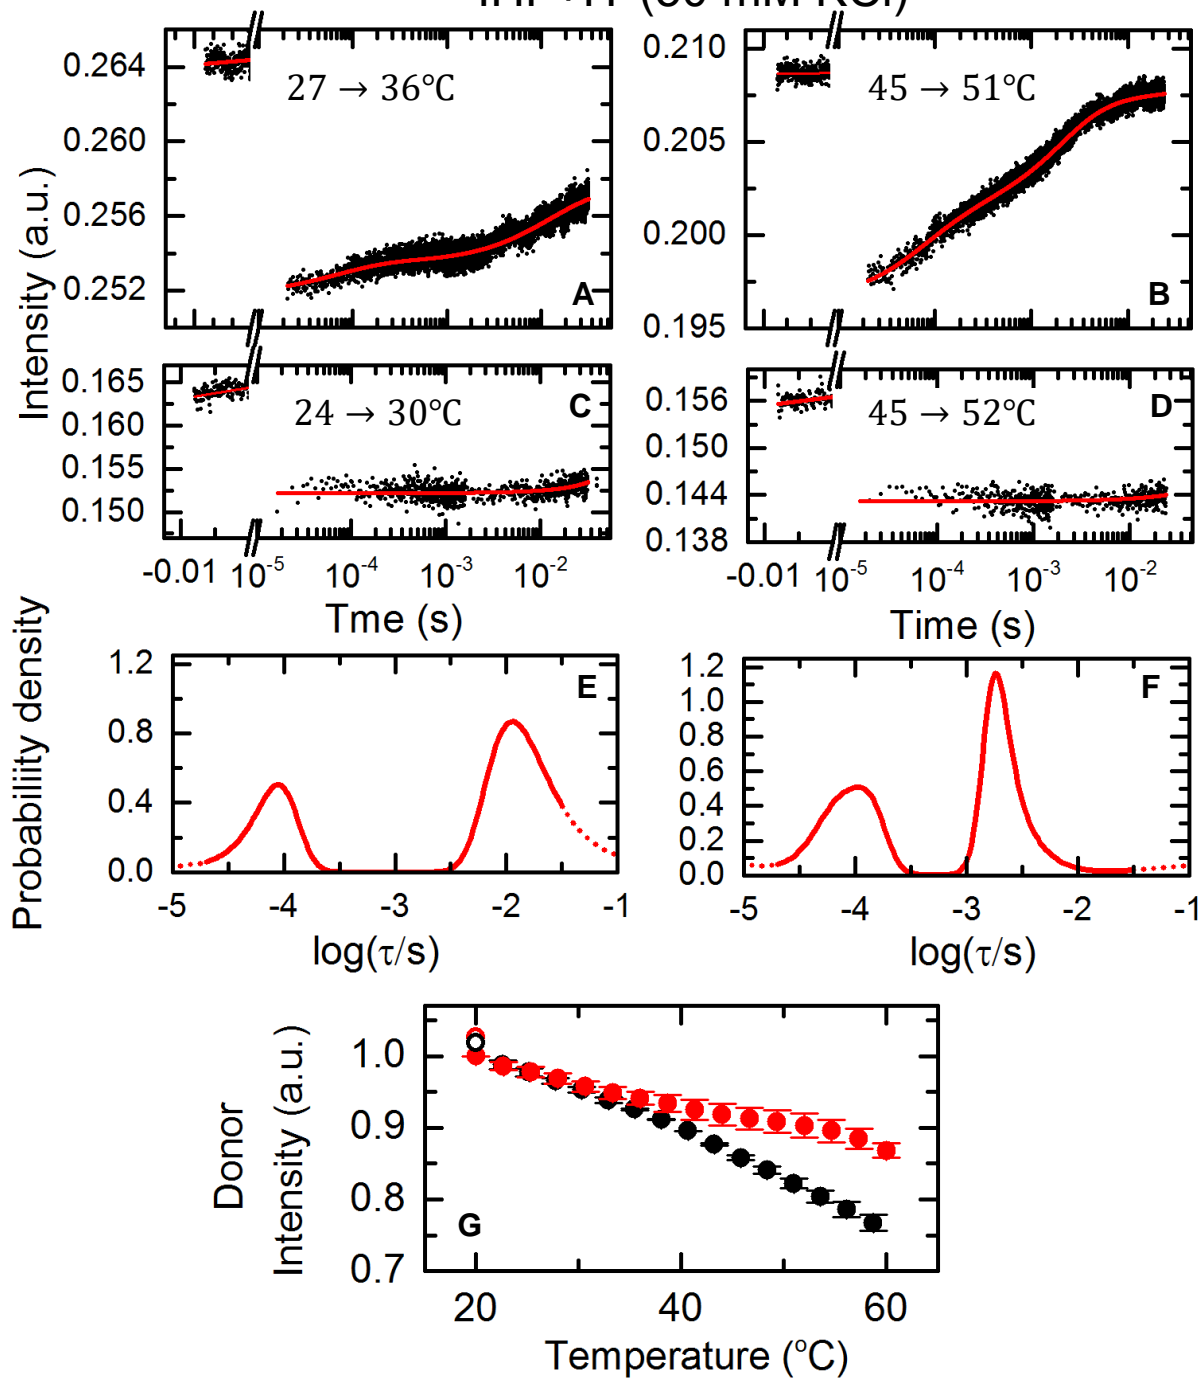 (80 mM KCl)
27 → 36°C
45 → 51°C
0.264
0.260
0.256
0.252
A
0.210
0.205
0.200
0.195
B
Intensity (a.u.)
24 → 30°C
45 → 52°C
0.165
0.160
0.155
0.150
C
0.156
0.150
0.144
0.138
D
-0.01 10⁻⁵ 10⁻⁴ 10⁻³ 10⁻²
-0.01 10⁻⁵ 10⁻⁴ 10⁻³ 10⁻²
Tme (s)
Time (s)
Probability density
1.2
0.8
0.4
0.0
E
1.2
1.0
0.8
0.6
0.4
0.2
0.0
F
-5 -4 -3 -2 -1
-5 -4 -3 -2 -1
log(τ/s)
log(τ/s)
Donor
Intensity (a.u.)
1.0
0.9
0.8
0.7
G
20 40 60
Temperature (°C)